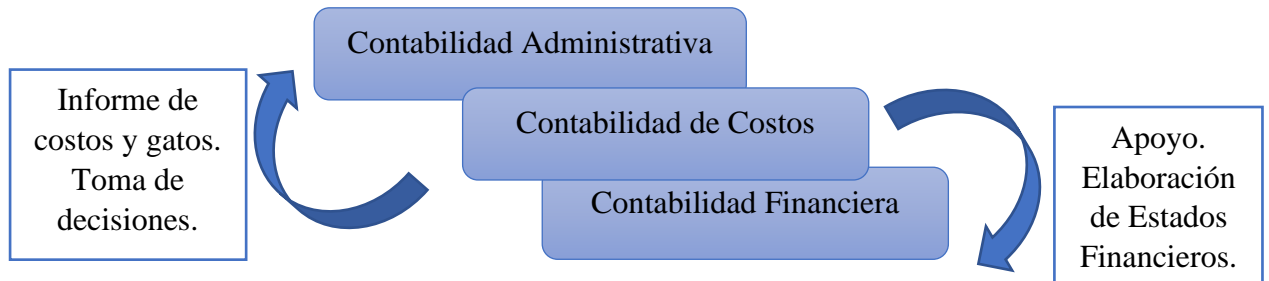 Contabilidad Administrativa
Informe de
costos y gatos.
Toma de
decisiones.
Contabilidad de Costos
Contabilidad Financiera
Apoyo.
Elaboración
de Estados
Financieros.